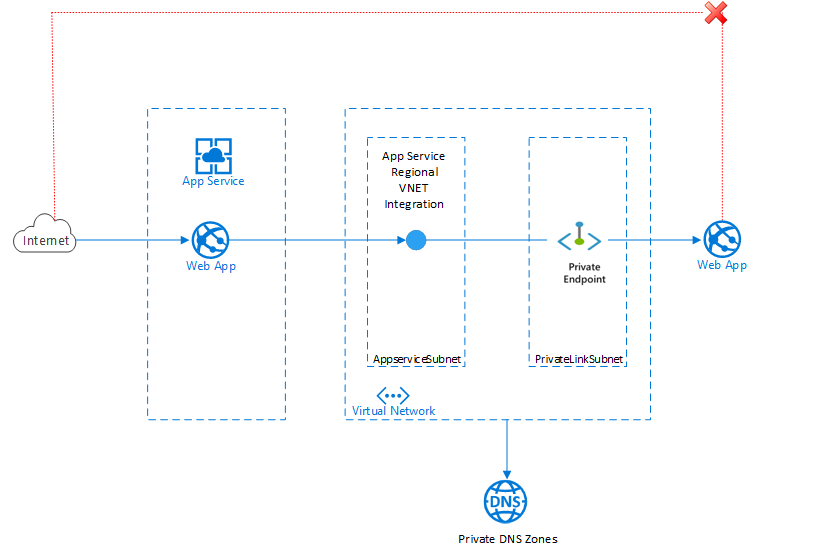 App Service
Regional
VNET
Integration
App Service
Internet
Web App
Private
Endpoint
Web App
AppserviceSubnet
PrivateLinkSubnet
Virtual Network
DNS
Private DNS Zones